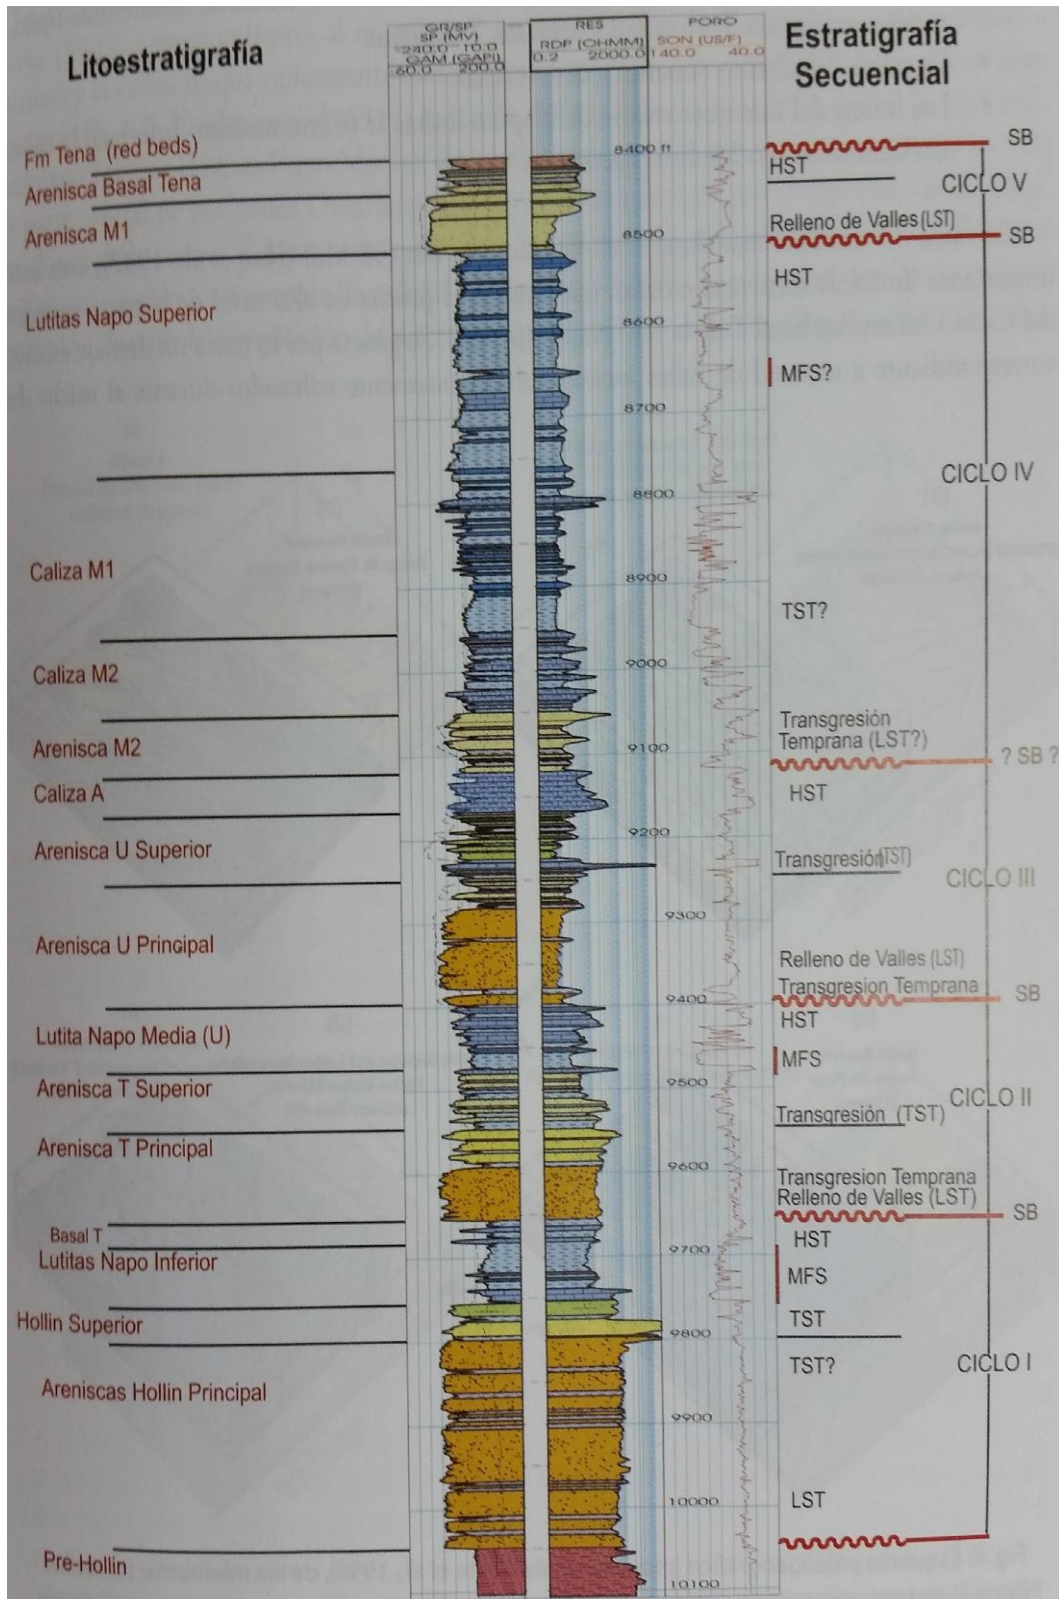 Litoestratigrafía
GR/SP
SP (MV)
-240.0 10.0
GAM (GAPI)
60.0 200.0
RES
RDP (OHMM)
0.2 2000.0
PORO
SON (US/F)
140.0 40.0
Estratigrafía
Secuencial
Fm Tena (red beds)
Arenisca Basal Tena
Arenisca M1
Lutitas Napo Superior
Caliza M1
Caliza M2
Arenisca M2
Caliza A
Arenisca U Superior
Arenisca U Principal
Lutita Napo Media (U)
Arenisca T Superior
Arenisca T Principal
Basal T
Lutitas Napo Inferior
Hollin Superior
Areniscas Hollin Principal
Pre-Hollin
8400 ft
8500
8600
8700
8800
8900
9000
9100
9200
9300
9400
9500
9600
9700
9800
9900
10000
10100
SB
HST
CICLO V
Relleno de Valles (LST)
SB
HST
MFS?
CICLO IV
TST?
Transgresión
Temprana (LST?)
? SB ?
HST
Transgresión(TST)
CICLO III
Relleno de Valles (LST)
Transgresion Temprana
SB
HST
MFS
CICLO II
Transgresión (TST)
Transgresion Temprana
Relleno de Valles (LST)
SB
HST
MFS
TST
TST?
CICLO I
LST